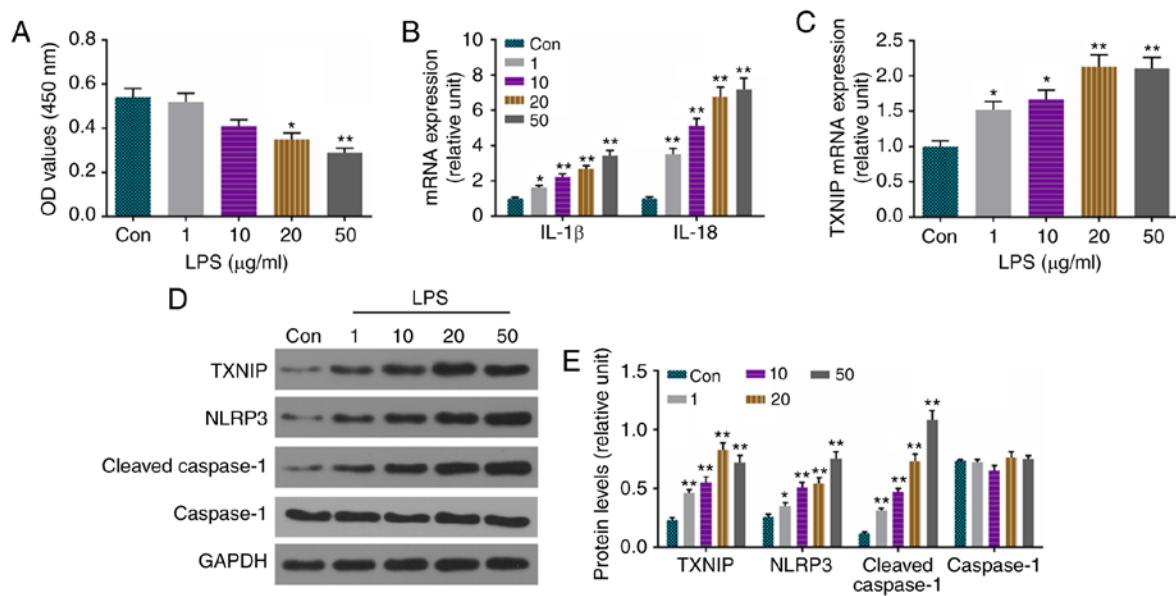 A
OD values (450 nm)
0.8
0.6
0.4
0.2
0.0
*
**
Con 1 10 20 50
LPS (µg/ml)
B
mRNA expression
(relative unit)
10
8
6
4
2
0
Con
1
10
20
50
* ** ** **
** ** ** **
IL-1β IL-18
C
TXNIP mRNA expression
(relative unit)
2.5
2.0
1.5
1.0
0.5
0.0
* * ** **
Con 1 10 20 50
LPS (µg/ml)
D
LPS
Con 1 10 20 50
TXNIP
NLRP3
Cleaved caspase-1
Caspase-1
GAPDH
E
Protein levels (relative unit)
1.5
1.0
0.5
0.0
Con 10 50
1 20
** ** ** **
* ** ** **
** ** ** **
TXNIP NLRP3 Cleaved Caspase-1
caspase-1